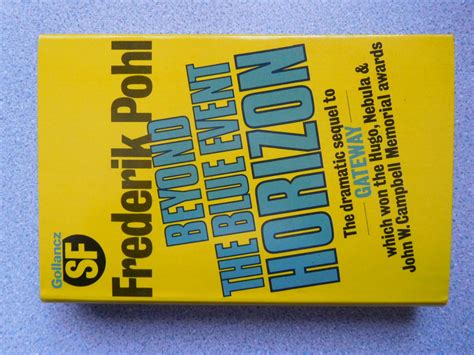 Gollancz
SF
Frederik Pohl
BEYOND
THE BLUE EVENT
HORIZON
The dramatic sequel to
GATEWAY
which won the Hugo, Nebula &
John W. Campbell Memorial awards